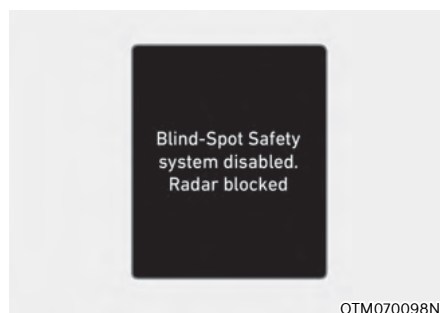 Blind-Spot Safety
system disabled.
Radar blocked
OTM070098N